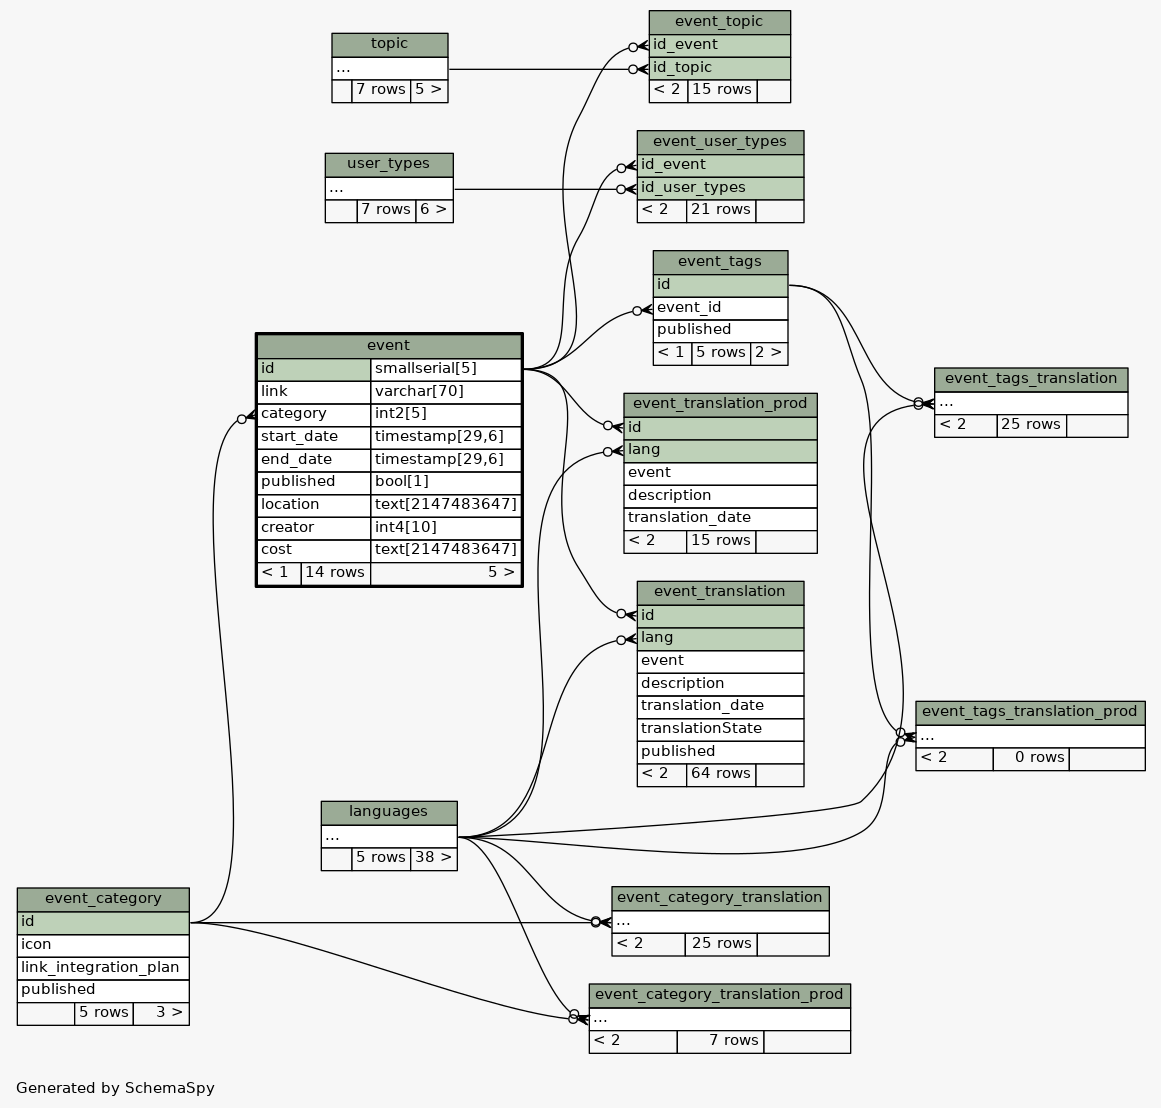 topic
...
7 rows 5 >
event_topic
id_event
id_topic
< 2 15 rows
user_types
...
7 rows 6 >
event_user_types
id_event
id_user_types
< 2 21 rows
event_tags
id
event_id
published
< 1 5 rows 2 >
event
id smallserial[5]
link varchar[70]
category int2[5]
start_date timestamp[29,6]
end_date timestamp[29,6]
published bool[1]
location text[2147483647]
creator int4[10]
cost text[2147483647]
< 1 14 rows 5 >
event_tags_translation
...
< 2 25 rows
event_translation_prod
id
lang
event
description
translation_date
< 2 15 rows
event_translation
id
lang
event
description
translation_date
translationState
published
< 2 64 rows
event_tags_translation_prod
...
< 2 0 rows
languages
...
5 rows 38 >
event_category
id
icon
link_integration_plan
published
5 rows 3 >
event_category_translation
...
< 2 25 rows
event_category_translation_prod
...
< 2 7 rows
Generated by SchemaSpy